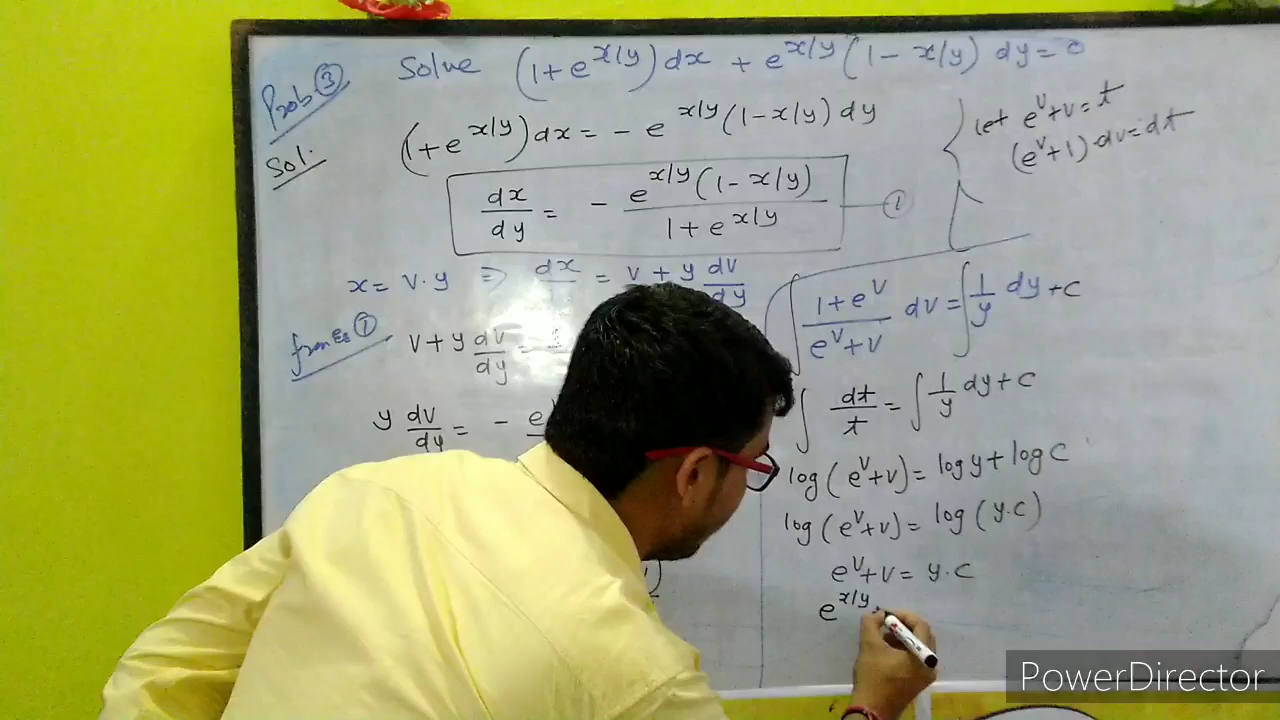 Prob ③ Solve (1+e^x/y) dx + e^x/y (1 - x/y) dy = 0
Sol. (1+e^x/y) dx = - e^x/y (1-x/y) dy
dx/dy = - e^x/y (1 - x/y) / 1 + e^x/y — ①
x = v.y ⇒ dx = v + y dv/dy
from Eq ① v + y dv/dy
y dv/dy = - e
let e^v + v = t
(e^v + 1).dv = dt
∫ 1+e^v / e^v+v dv = ∫ 1/y dy + c
∫ dt/t = ∫ 1/y dy + c
log (e^v+v) = log y + log c
log (e^v+v) = log (y.c)
e^v+v = y.c
e^x/y
PowerDirector